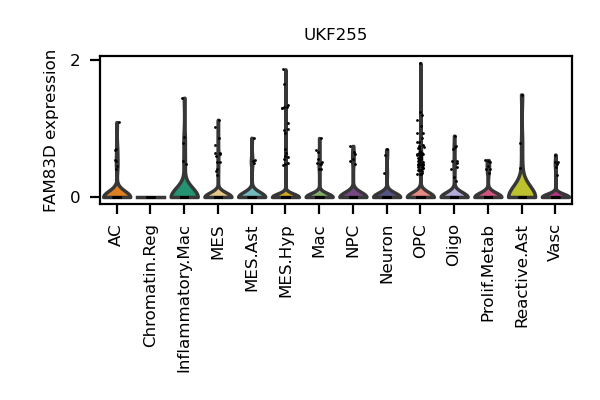 UKF255
FAM83D expression
2
0
AC
Chromatin.Reg
Inflammatory.Mac
MES
MES.Ast
MES.Hyp
Mac
NPC
Neuron
OPC
Oligo
Prolif.Metab
Reactive.Ast
Vasc